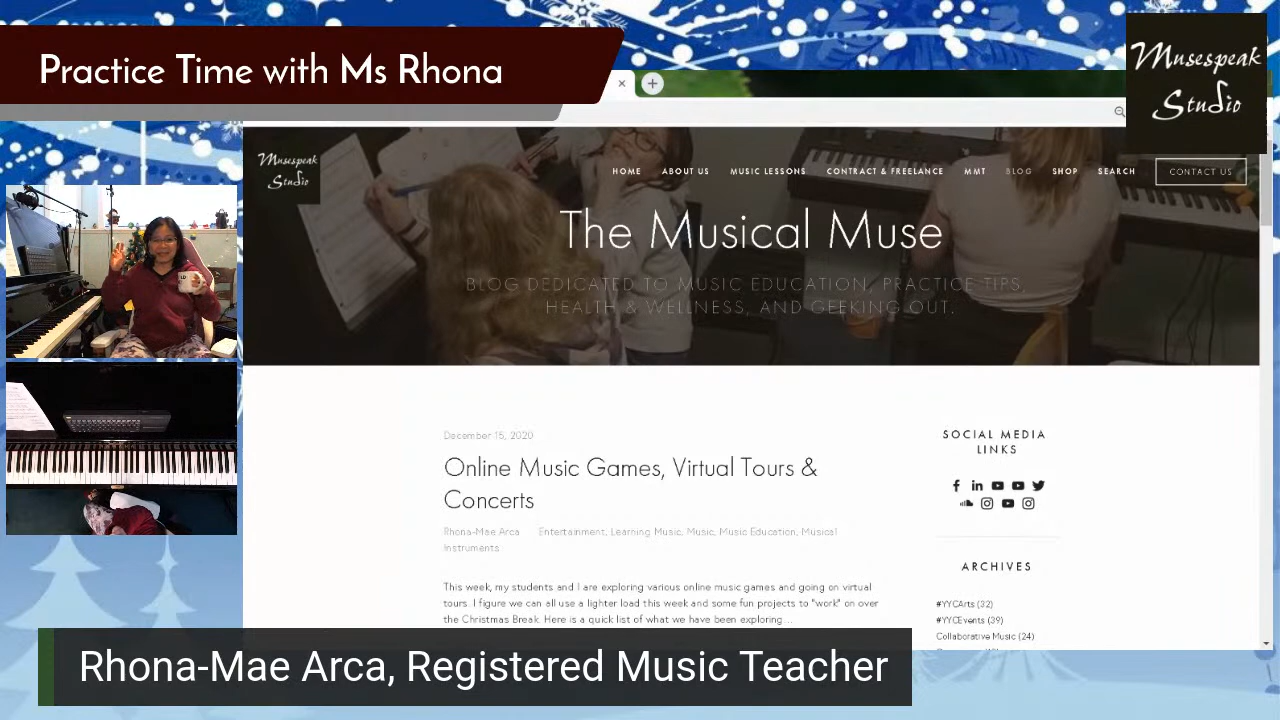 Practice Time with Ms Rhona
Musespeak
Studio
Musespeak
Studio
HOME ABOUT US MUSIC LESSONS CONTRACT & FREELANCE MMT BLOG SHOP SEARCH CONTACT US
The Musical Muse
BLOG DEDICATED TO MUSIC EDUCATION, PRACTICE TIPS,
HEALTH & WELLNESS, AND GEEKING OUT.
December 15, 2020
Online Music Games, Virtual Tours &
Concerts
Rhona-Mae Arca Entertainment, Learning Music, Music, Music Education, Musical
Instruments
This week, my students and I are exploring various online music games and going on virtual
tours. I figure we can all use a lighter load this week and some fun projects to "work" on over
the Christmas Break. Here is a quick list of what we have been exploring...
SOCIAL MEDIA
LINKS
ARCHIVES
#YYCArts (32)
#YYCEvents (39)
Collaborative Music (24)
Rhona-Mae Arca, Registered Music Teacher